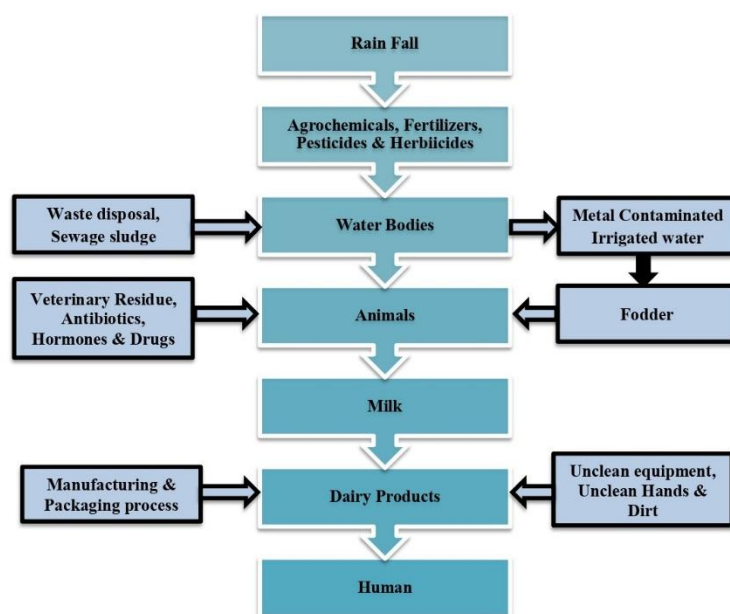 Rain Fall
Agrochemicals, Fertilizers,
Pesticides & Herbiicides
Waste disposal,
Sewage sludge
Water Bodies
Metal Contaminated
Irrigated water
Veterinary Residue,
Antibiotics,
Hormones & Drugs
Animals
Fodder
Milk
Manufacturing &
Packaging process
Dairy Products
Unclean equipment,
Unclean Hands &
Dirt
Human